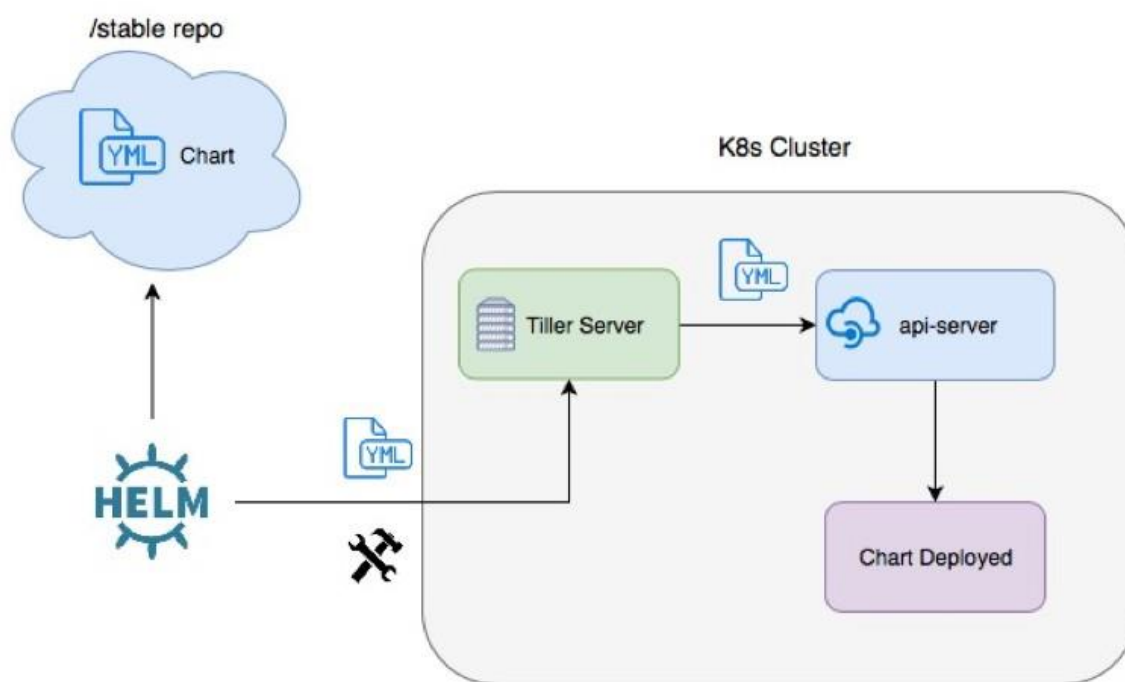 /stable repo
YML
Chart
K8s Cluster
YML
Tiller Server
api-server
YML
HELM
Chart Deployed